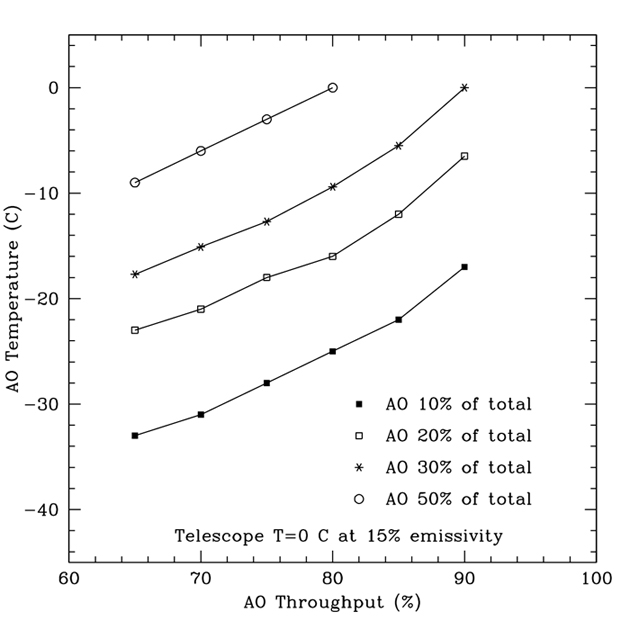 0
−10
−20
−30
−40
AO Temperature (C)
AO 10% of total
AO 20% of total
AO 30% of total
AO 50% of total
Telescope T=0 C at 15% emissivity
60 70 80 90 100
AO Throughput (%)